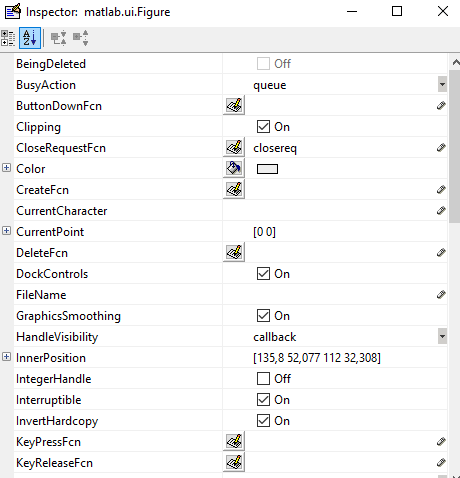 Inspector: matlab.ui.Figure
BeingDeleted Off
BusyAction queue
ButtonDownFcn
Clipping On
CloseRequestFcn closereq
Color
CreateFcn
CurrentCharacter
CurrentPoint [0 0]
DeleteFcn
DockControls On
FileName
GraphicsSmoothing On
HandleVisibility callback
InnerPosition [135,8 52,077 112 32,308]
IntegerHandle Off
Interruptible On
InvertHardcopy On
KeyPressFcn
KeyReleaseFcn